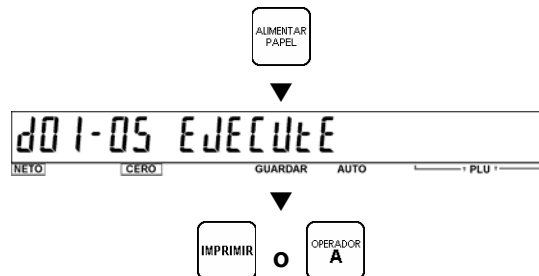 ALIMENTAR
PAPEL
d01-05 EJECUtE
NETO CERO GUARDAR AUTO PLU
IMPRIMIR o OPERADOR
A